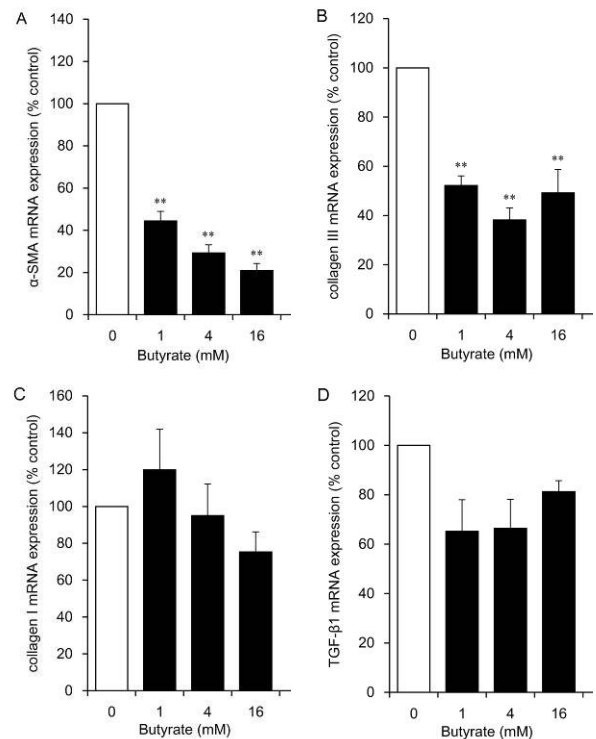 A
α-SMA mRNA expression (% control)
140
120
100
80
60
40
20
0
**
**
**
0 1 4 16
Butyrate (mM)
B
collagen III mRNA expression (% control)
120
100
80
60
40
20
0
**
**
**
0 1 4 16
Butyrate (mM)
C
collagen I mRNA expression (% control)
160
140
120
100
80
60
40
20
0
0 1 4 16
Butyrate (mM)
D
TGF-β1 mRNA expression (% control)
120
100
80
60
40
20
0
0 1 4 16
Butyrate (mM)